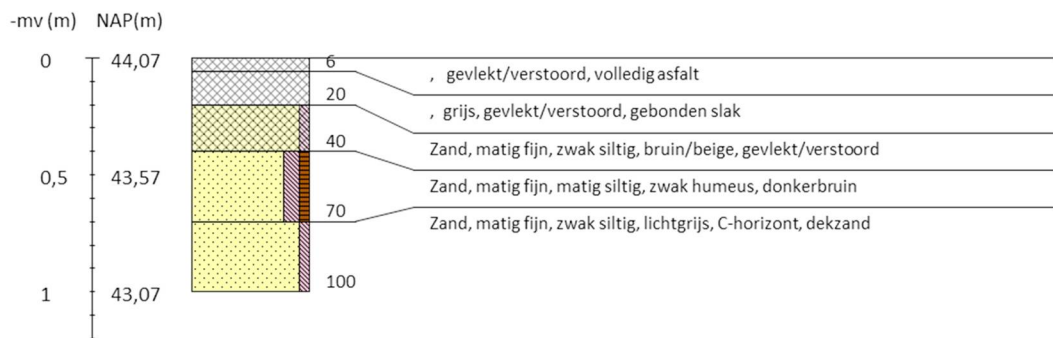 -mv (m) NAP(m)
0 44,07 6
, gevlekt/verstoord, volledig asfalt
20
, grijs, gevlekt/verstoord, gebonden slak
40
Zand, matig fijn, zwak siltig, bruin/beige, gevlekt/verstoord
0,5 43,57
Zand, matig fijn, matig siltig, zwak humeus, donkerbruin
70
Zand, matig fijn, zwak siltig, lichtgrijs, C-horizont, dekzand
100
1 43,07